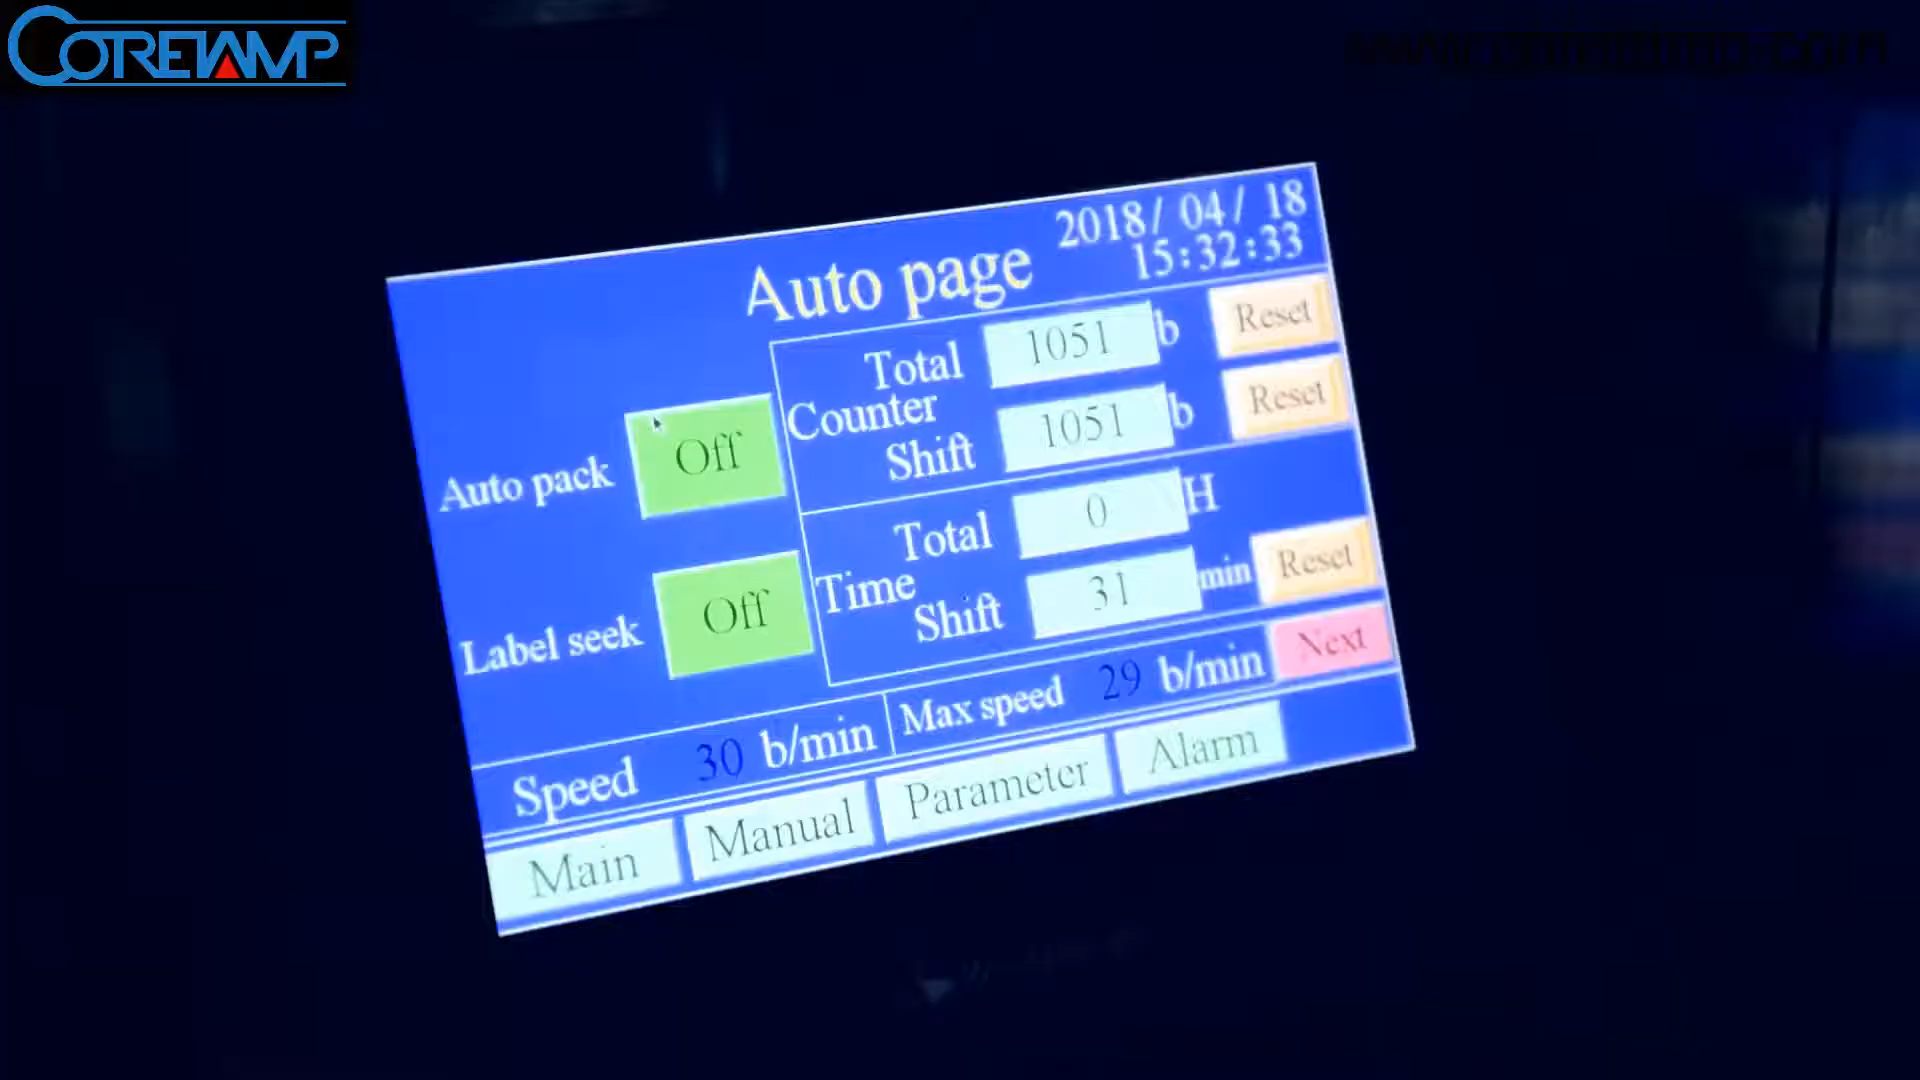 CORETAMP
2018/ 04/ 18
15:32:33
Auto page
Total 1051 b Reset
Counter
Shift 1051 b Reset
Auto pack Off
Total 0 H
Time
Shift 31 min Reset
Label seek Off
Speed 30 b/min Max speed 29 b/min Next
Main Manual Parameter Alarm